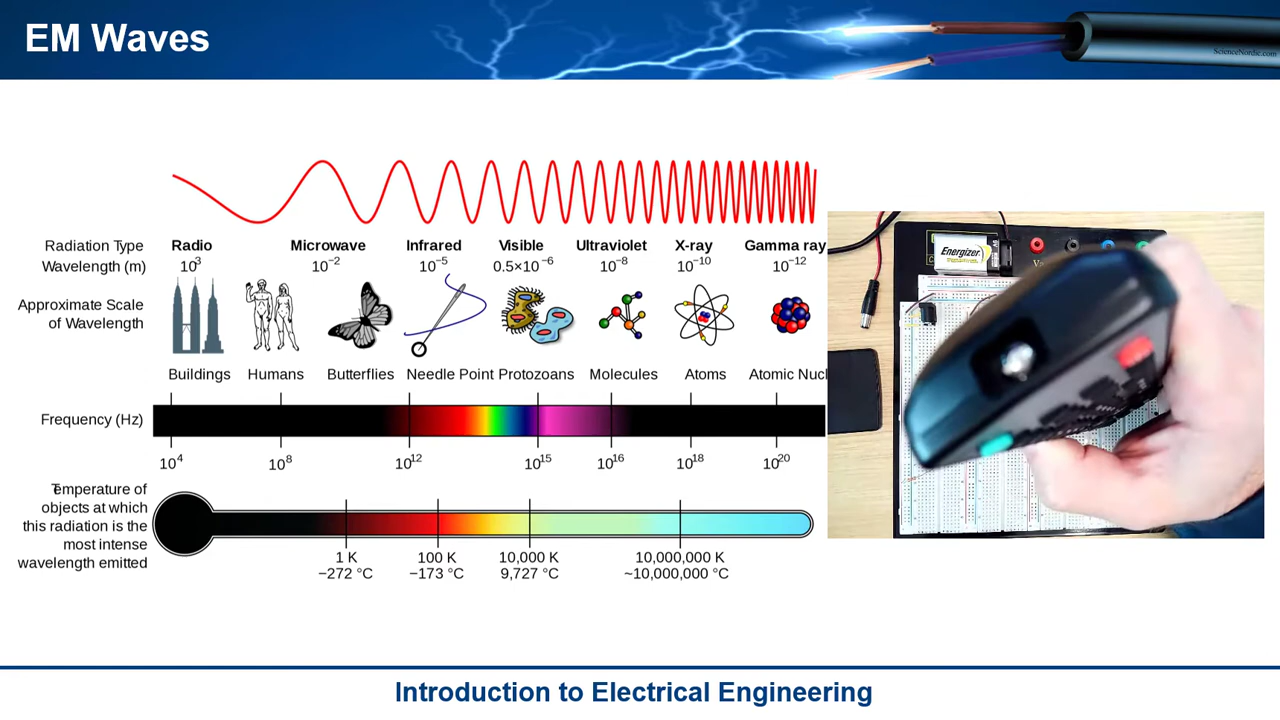 EM Waves
ScienceNordic.com
Radiation Type Radio Microwave Infrared Visible Ultraviolet X-ray Gamma ray
Wavelength (m) 10³ 10⁻² 10⁻⁵ 0.5×10⁻⁶ 10⁻⁸ 10⁻¹⁰ 10⁻¹²
Approximate Scale
of Wavelength
Buildings Humans Butterflies Needle Point Protozoans Molecules Atoms Atomic Nucl
Frequency (Hz)
10⁴ 10⁸ 10¹² 10¹⁵ 10¹⁶ 10¹⁸ 10²⁰
Temperature of
objects at which
this radiation is the
most intense
wavelength emitted
1 K 100 K 10,000 K 10,000,000 K
−272 °C −173 °C 9,727 °C ~10,000,000 °C
Energizer
Introduction to Electrical Engineering